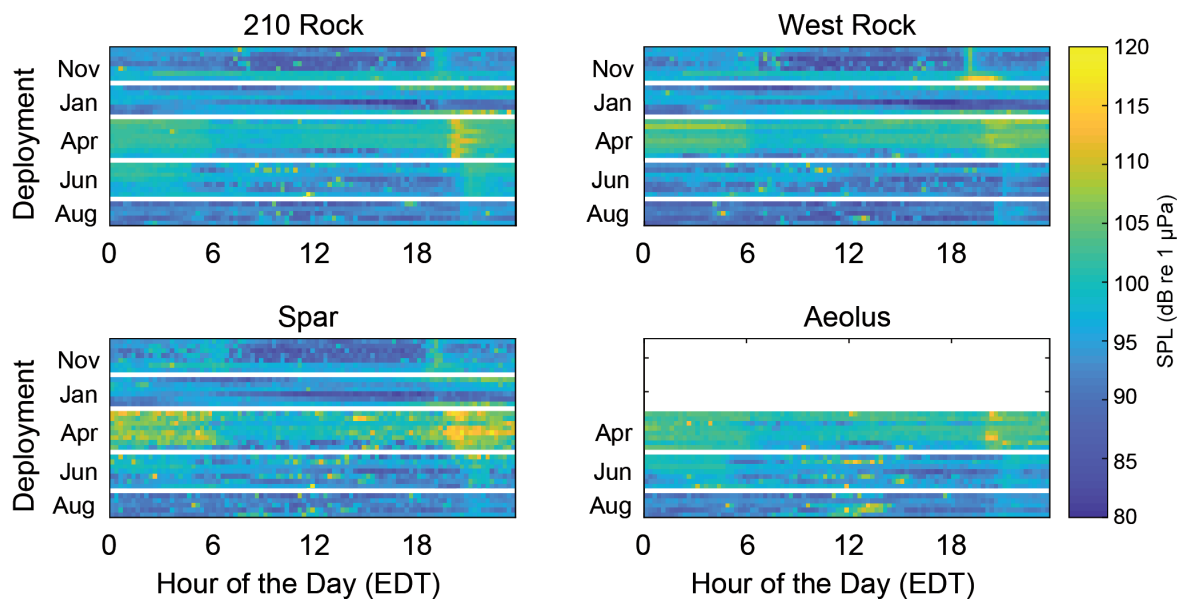 210 Rock
West Rock
Deployment
Nov
Jan
Apr
Jun
Aug
0 6 12 18
0 6 12 18
Nov
Jan
Apr
Jun
Aug
120
115
110
105
100
95
90
85
80
SPL (dB re 1 µPa)
Spar
Aeolus
Deployment
Nov
Jan
Apr
Jun
Aug
0 6 12 18
Hour of the Day (EDT)
Apr
Jun
Aug
0 6 12 18
Hour of the Day (EDT)